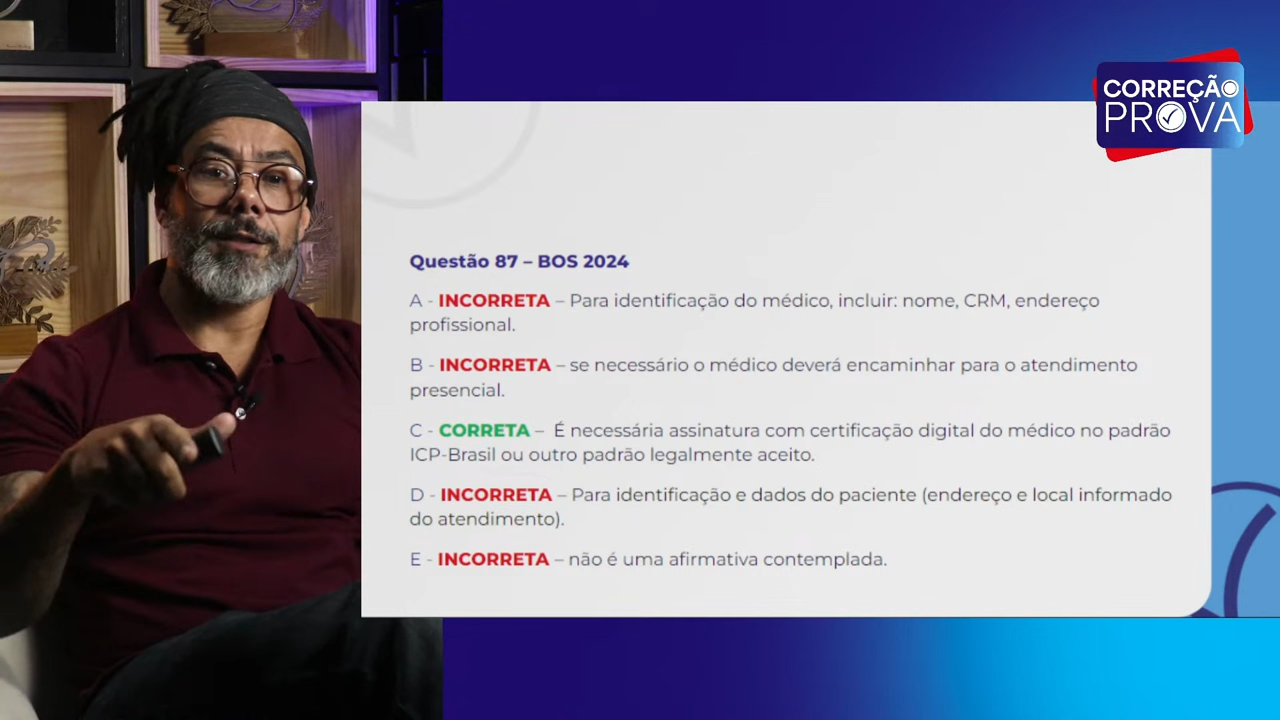 CORREÇÃO
PROVA
Questão 87 – BOS 2024
A - INCORRETA – Para identificação do médico, incluir: nome, CRM, endereço
profissional.
B - INCORRETA – se necessário o médico deverá encaminhar para o atendimento
presencial.
C - CORRETA – É necessária assinatura com certificação digital do médico no padrão
ICP-Brasil ou outro padrão legalmente aceito.
D - INCORRETA – Para identificação e dados do paciente (endereço e local informado
do atendimento).
E - INCORRETA – não é uma afirmativa contemplada.